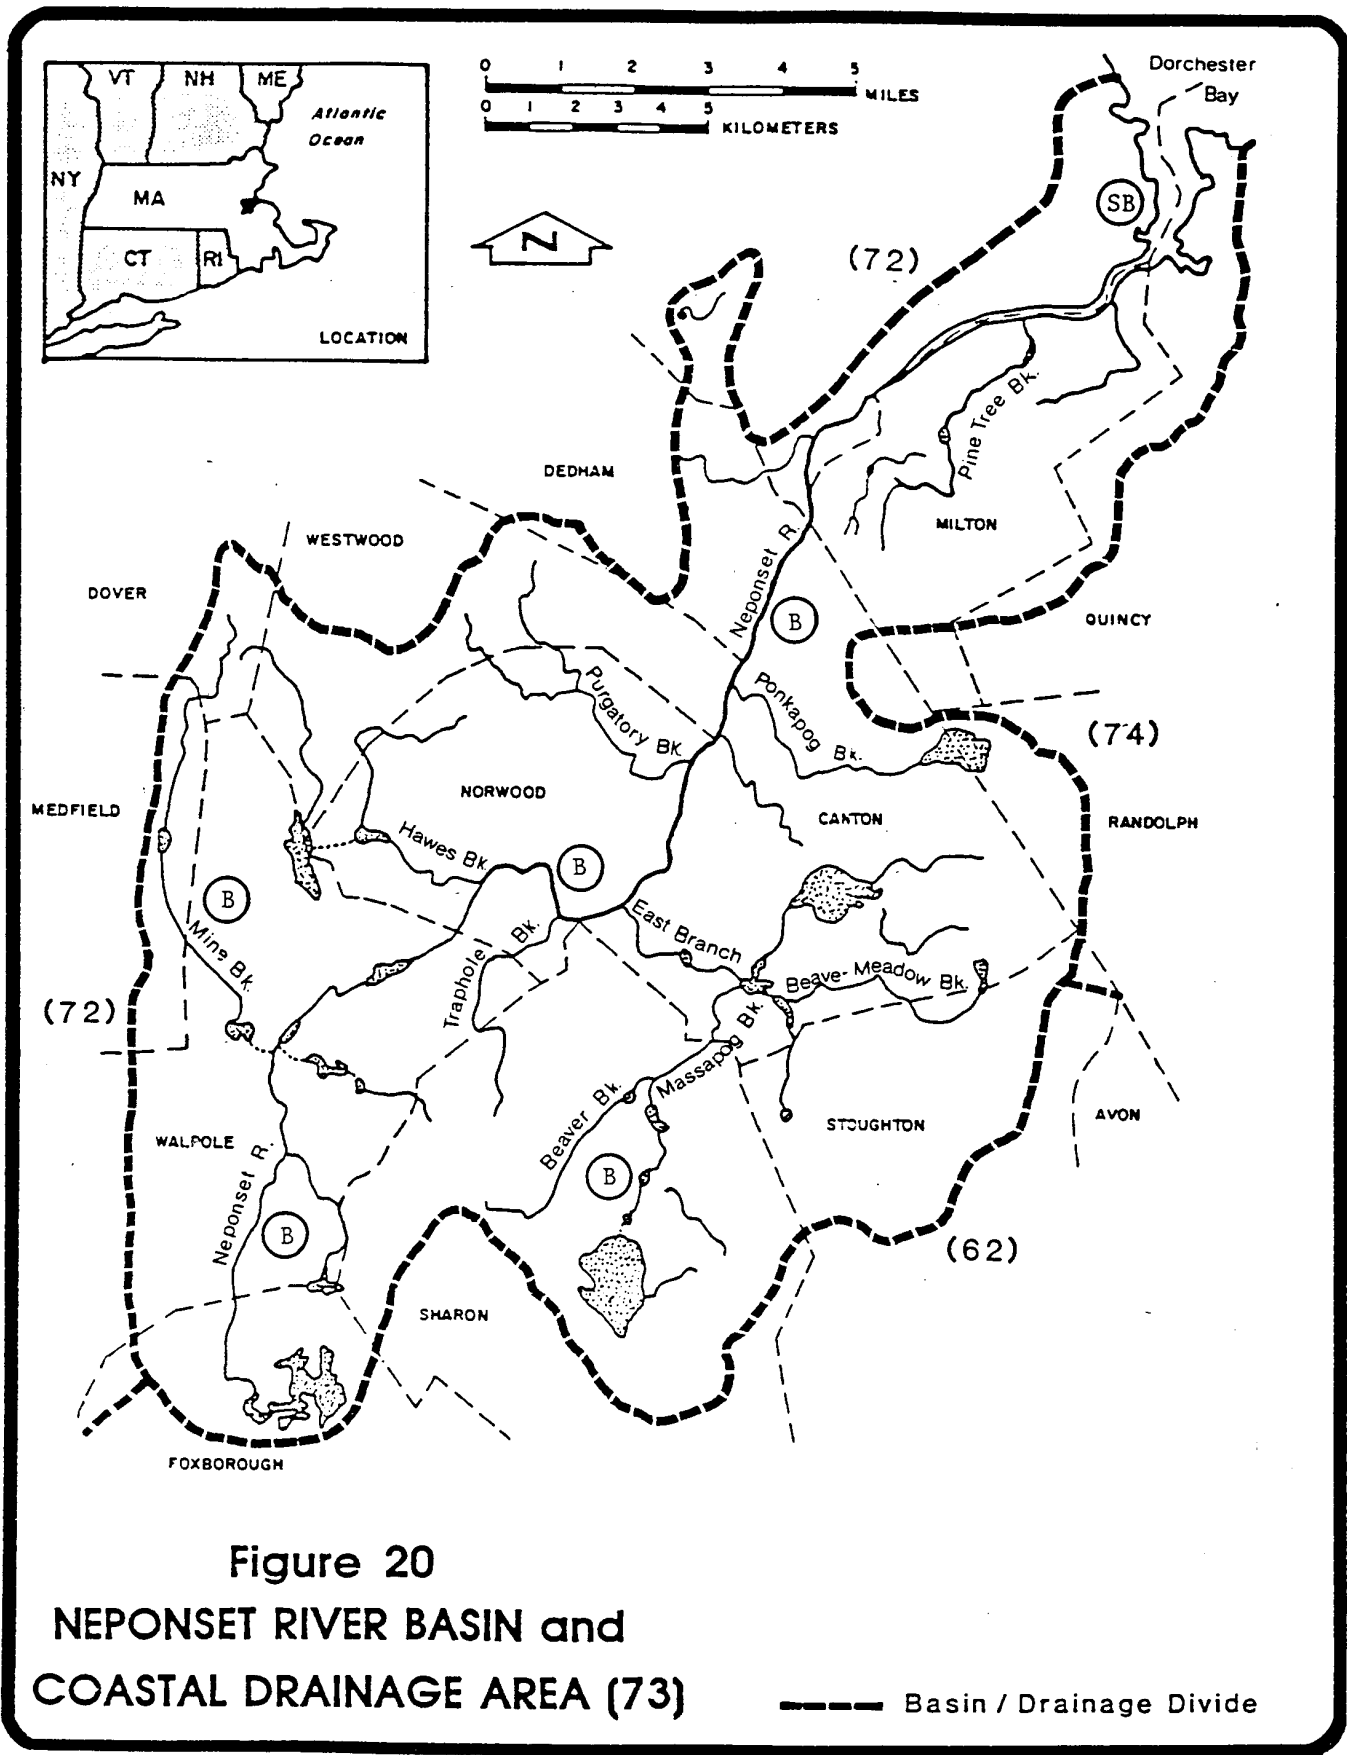 VT
NH
ME
Atlantic
Ocean
NY
MA
CT
RI
LOCATION
0 1 2 3 4 5
MILES
0 1 2 3 4 5
KILOMETERS
N
Dorchester
Bay
SB
(72)
Pine Tree Bk.
DEDHAM
MILTON
WESTWOOD
Neponset R.
DOVER
B
QUINCY
Purgatory Bk.
Ponkapog Bk.
(74)
NORWOOD
MEDFIELD
CANTON
RANDOLPH
Hawes Bk.
B
B
Mine Bk.
East Branch
Traphole Bk.
Beave- Meadow Bk.
(72)
Massapog Bk.
Beaver Bk.
WALPOLE
STOUGHTON
AVON
Neponset R.
B
B
(62)
SHARON
FOXBOROUGH
Figure 20
NEPONSET RIVER BASIN and
COASTAL DRAINAGE AREA (73)
Basin / Drainage Divide